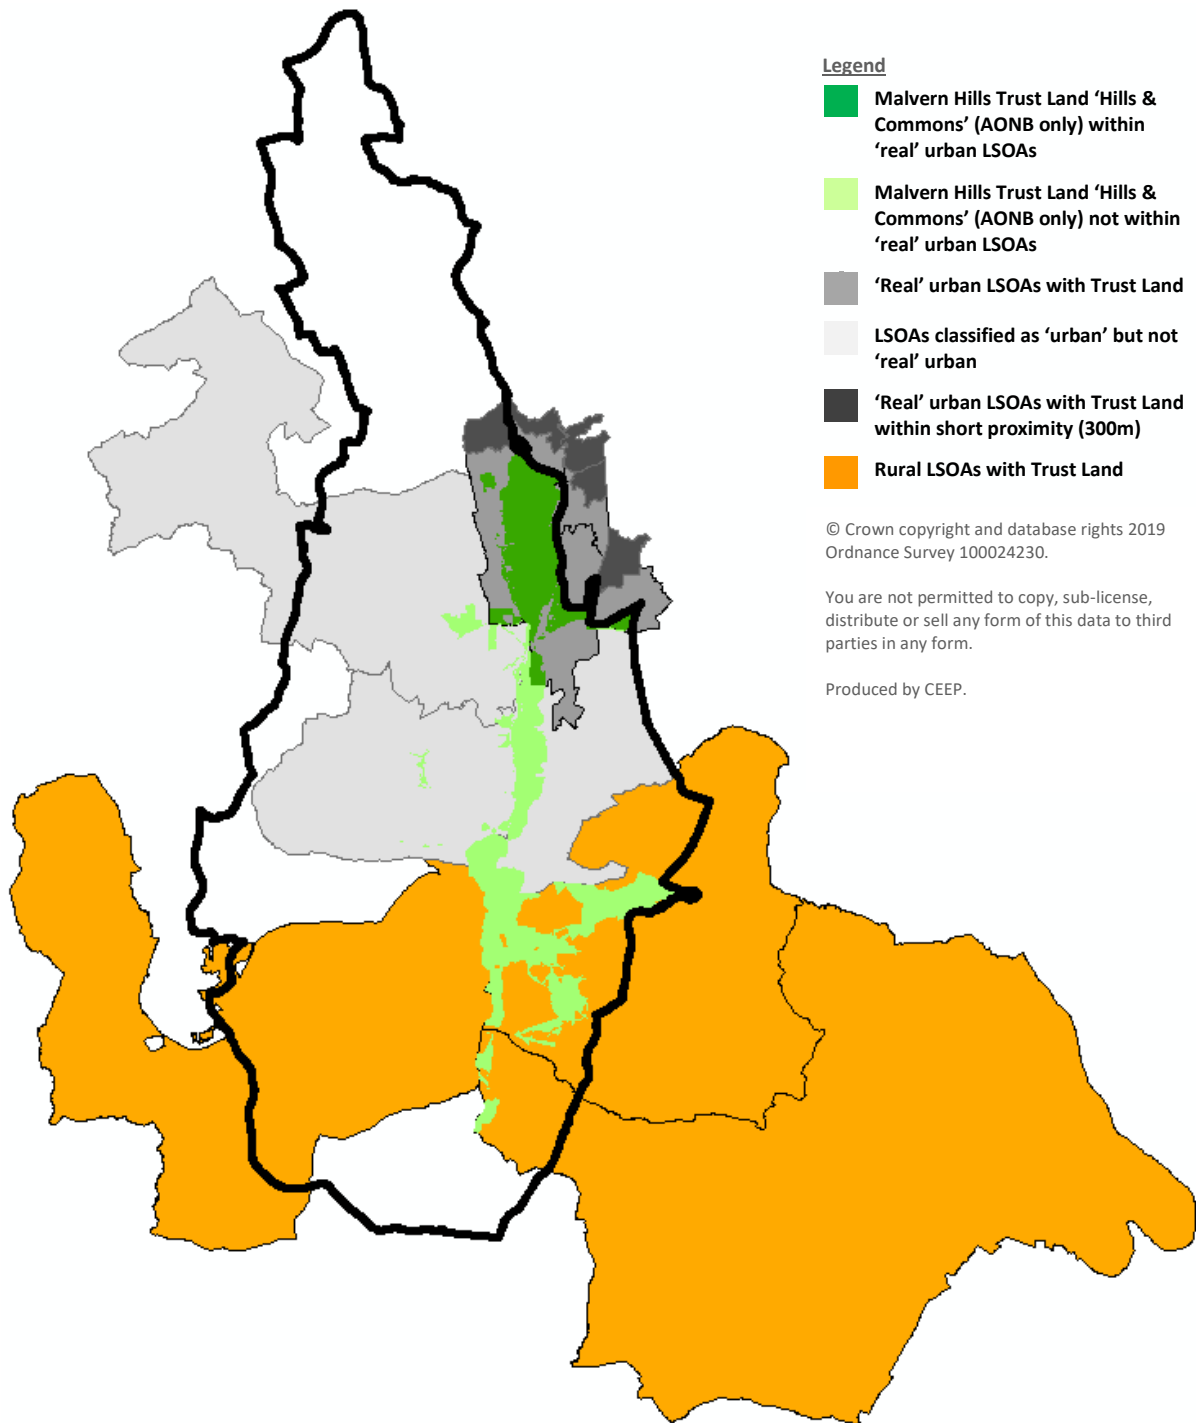 Legend
Malvern Hills Trust Land ‘Hills &
Commons’ (AONB only) within
‘real’ urban LSOAs
Malvern Hills Trust Land ‘Hills &
Commons’ (AONB only) not within
‘real’ urban LSOAs
‘Real’ urban LSOAs with Trust Land
LSOAs classified as ‘urban’ but not
‘real’ urban
‘Real’ urban LSOAs with Trust Land
within short proximity (300m)
Rural LSOAs with Trust Land
© Crown copyright and database rights 2019
Ordnance Survey 100024230.
You are not permitted to copy, sub-license,
distribute or sell any form of this data to third
parties in any form.
Produced by CEEP.